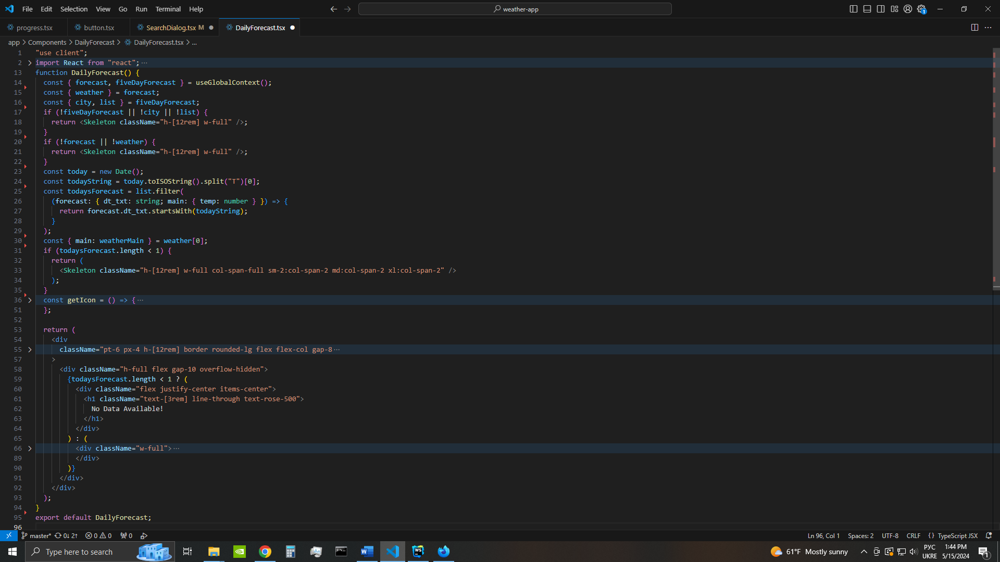 File Edit Selection View Go Run Terminal Help
weather-app
1
progress.tsx button.tsx SearchDialog.tsx M DailyForecast.tsx
app > Components > DailyForecast > DailyForecast.tsx > ...
1 "use client";
2 import React from "react"; ...
13 function DailyForecast() {
14 const { forecast, fiveDayForecast } = useGlobalContext();
15 const { weather } = forecast;
16 const { city, list } = fiveDayForecast;
17 if (!fiveDayForecast || !city || !list) {
18 return <Skeleton className="h-[12rem] w-full" />;
19 }
20 if (!forecast || !weather) {
21 return <Skeleton className="h-[12rem] w-full" />;
22 }
23 const today = new Date();
24 const todayString = today.toISOString().split("T")[0];
25 const todaysForecast = list.filter(
26 (forecast: { dt_txt: string; main: { temp: number } }) => {
27 return forecast.dt_txt.startsWith(todayString);
28 }
29 );
30 const { main: weatherMain } = weather[0];
31 if (todaysForecast.length < 1) {
32 return (
33 <Skeleton className="h-[12rem] w-full col-span-full sm-2:col-span-2 md:col-span-2 xl:col-span-2" />
34 );
35 }
36 const getIcon = () => { ...
51 };
52
53 return (
54 <div
55 className="pt-6 px-4 h-[12rem] border rounded-lg flex flex-col gap-8 ...
57 >
58 <div className="h-full flex gap-10 overflow-hidden">
59 {todaysForecast.length < 1 ? (
60 <div className="flex justify-center items-center">
61 <h1 className="text-[3rem] line-through text-rose-500">
62 No Data Available!
63 </h1>
64 </div>
65 ) : (
66 <div className="w-full"> ...
89 </div>
90 )}
91 </div>
92 </div>
93 );
94 }
95 export default DailyForecast;
96
master* 0↓ 2↑ 0 0 0 Ln 96, Col 1 Spaces: 2 UTF-8 CRLF {} TypeScript JSX
Type here to search
61°F Mostly sunny
РУС
UKRE
1:44 PM
5/15/2024
1